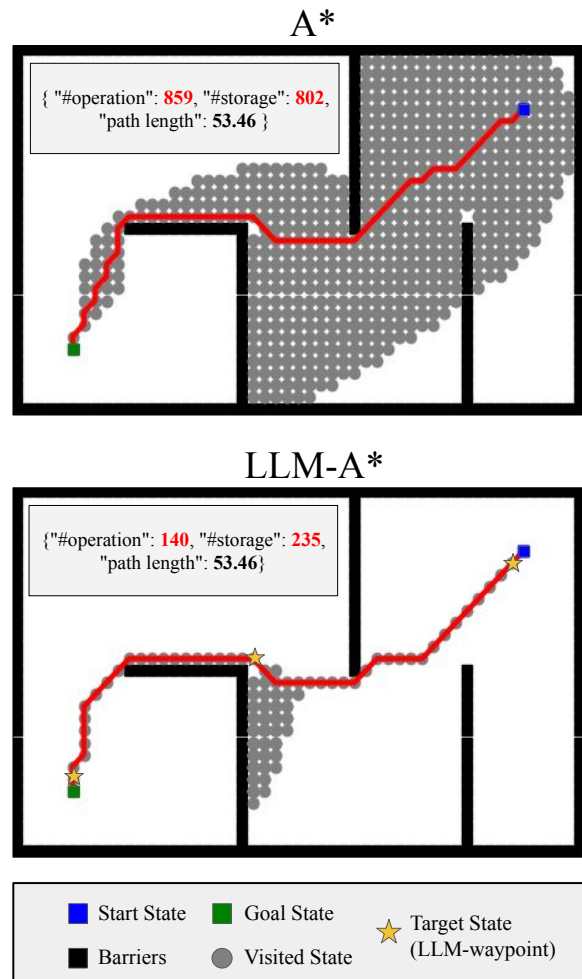 A*
{ "#operation": 859, "#storage": 802,
"path length": 53.46 }
LLM-A*
{"#operation": 140, "#storage": 235,
"path length": 53.46}
Start State
Goal State
Target State
(LLM-waypoint)
Barriers
Visited State